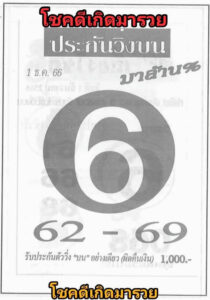 โชคดีเกิดมารวย
ประกันวิ่งบน
1 ธ.ค. 66
บาล้าน%
6
62 - 69
รับประกันตัววิ่ง "บน" อย่างเดียว (ผิดคืนเงิน) 1,000.-
โชคดีเกิดมารวย